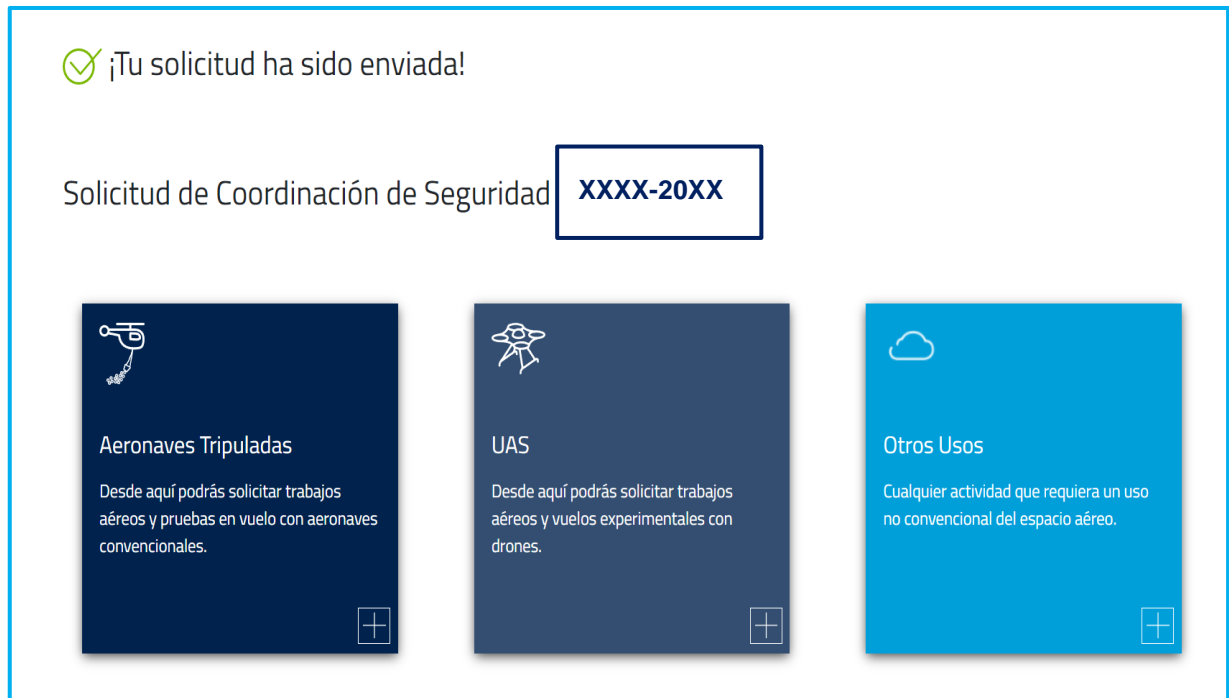 ¡Tu solicitud ha sido enviada!
Solicitud de Coordinación de Seguridad XXXX-20XX
Aeronaves Tripuladas
Desde aquí podrás solicitar trabajos
aéreos y pruebas en vuelo con aeronaves
convencionales.
UAS
Desde aquí podrás solicitar trabajos
aéreos y vuelos experimentales con
drones.
Otros Usos
Cualquier actividad que requiera un uso
no convencional del espacio aéreo.